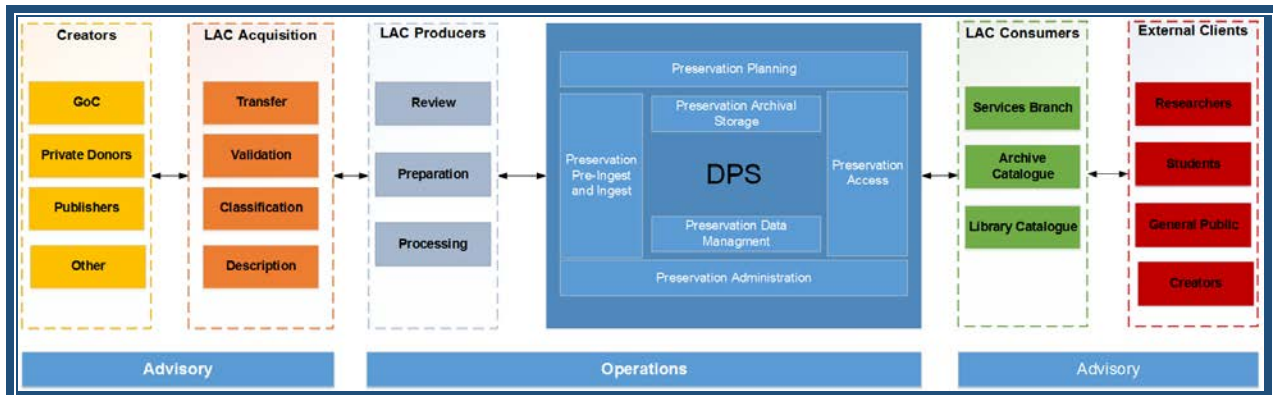 Creators
GoC
Private Donors
Publishers
Other
LAC Acquisition
Transfer
Validation
Classification
Description
LAC Producers
Review
Preparation
Processing
Preservation Planning
Preservation
Pre-Ingest
and Ingest
Preservation Archival
Storage
DPS
Preservation Data
Managment
Preservation
Access
Preservation Administration
LAC Consumers
Services Branch
Archive
Catalogue
Library Catalogue
External Clients
Researchers
Students
General Public
Creators
Advisory
Operations
Advisory